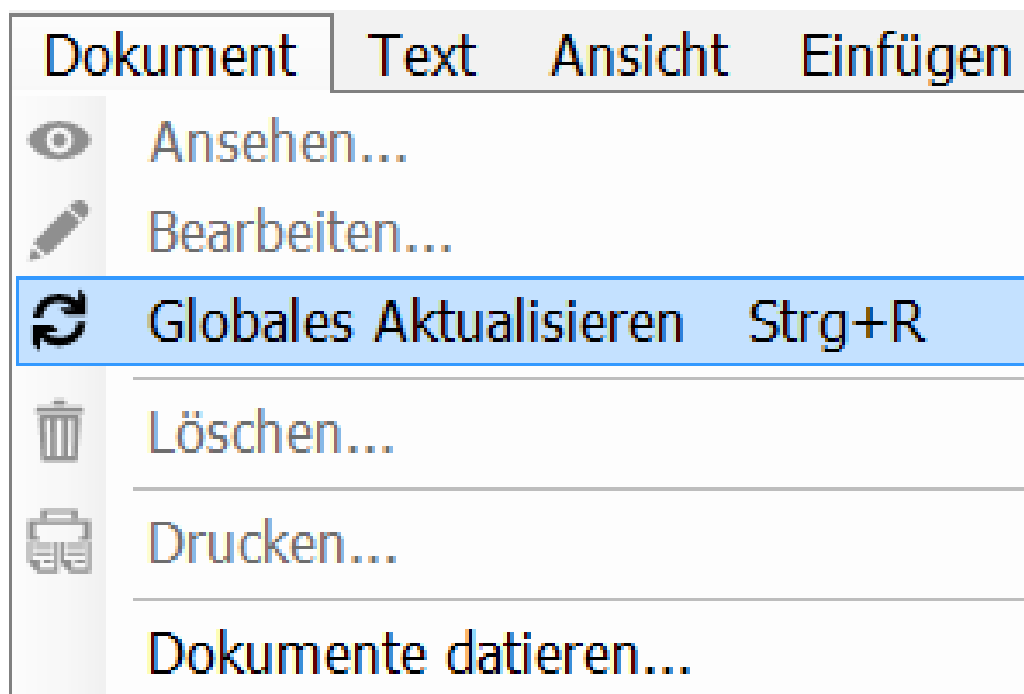 Dokument Text Ansicht Einfügen
Ansehen...
Bearbeiten...
Globales Aktualisieren Strg+R
Löschen...
Drucken...
Dokumente datieren...